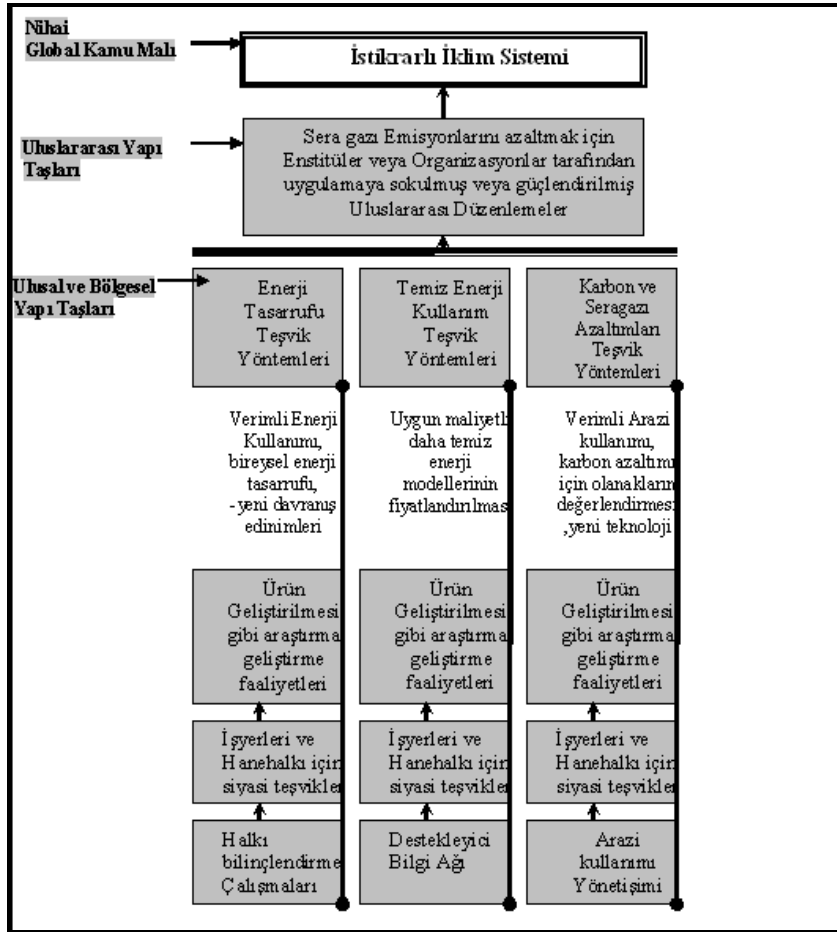 Nihai
Global Kamu Malı
İstikrarlı İklim Sistemi
Uluslararası Yapı
Taşları
Sera gazı Emisyonlarını azaltmak için
Enstitüler veya Organizasyonlar tarafından
uygulamaya sokulmuş veya güçlendirilmiş
Uluslararası Düzenlemeler
Ulusal ve Bölgesel
Yapı Taşları
Enerji
Tasarrufu
Teşvik
Yöntemleri
Temiz Enerji
Kullanım
Teşvik
Yöntemleri
Karbon ve
Seragazı
Azaltımları
Teşvik
Yöntemleri
Verimli Enerji
Kullanımı,
bireysel enerji
tasarrufu,
-yeni davranış
edinimleri
Uygun maliyetli
daha temiz
enerji
modellerinin
fiyatlandırılması
Verimli Arazi
kullanımı,
karbon azaltımı
için olanakların
değerlendirmesi
,yeni teknoloji
Ürün
Geliştirilmesi
gibi araştırma
geliştirme
faaliyetleri
Ürün
Geliştirilmesi
gibi araştırma
geliştirme
faaliyetleri
Ürün
Geliştirilmesi
gibi araştırma
geliştirme
faaliyetleri
İşyerleri ve
Hanehalkı için
siyasi teşvikler
İşyerleri ve
Hanehalkı için
siyasi teşvikler
İşyerleri ve
Hanehalkı için
siyasi teşvikler
Halkı
bilinçlendirme
Çalışmaları
Destekleyici
Bilgi Ağı
Arazi
kullanımı
Yönetişimi